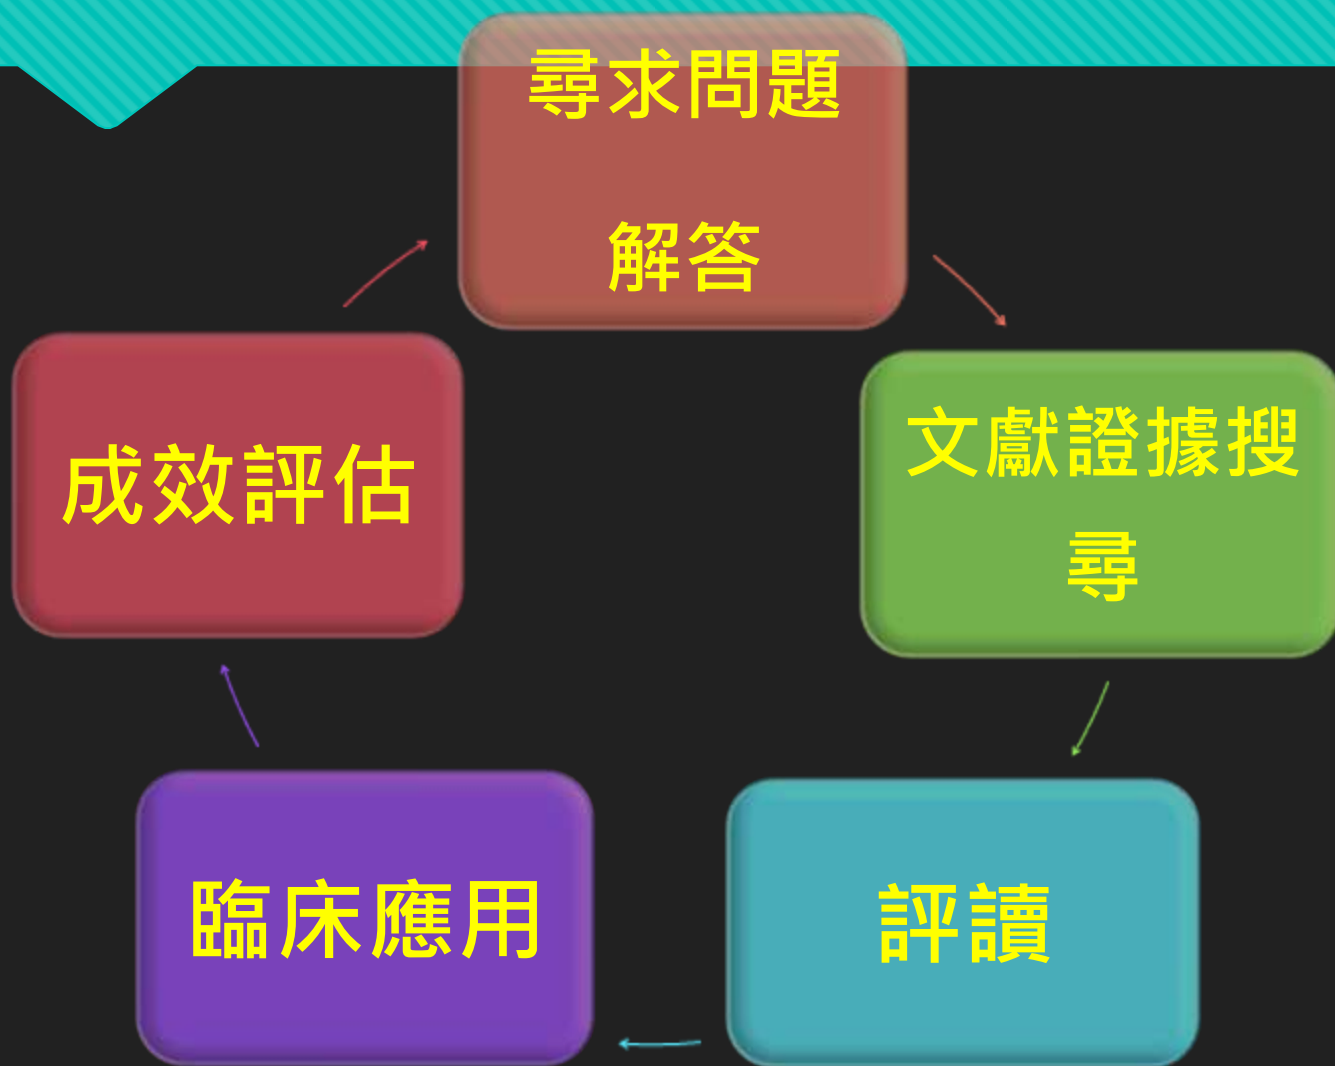 尋求問題
解答
文獻證據搜
尋
評讀
臨床應用
成效評估